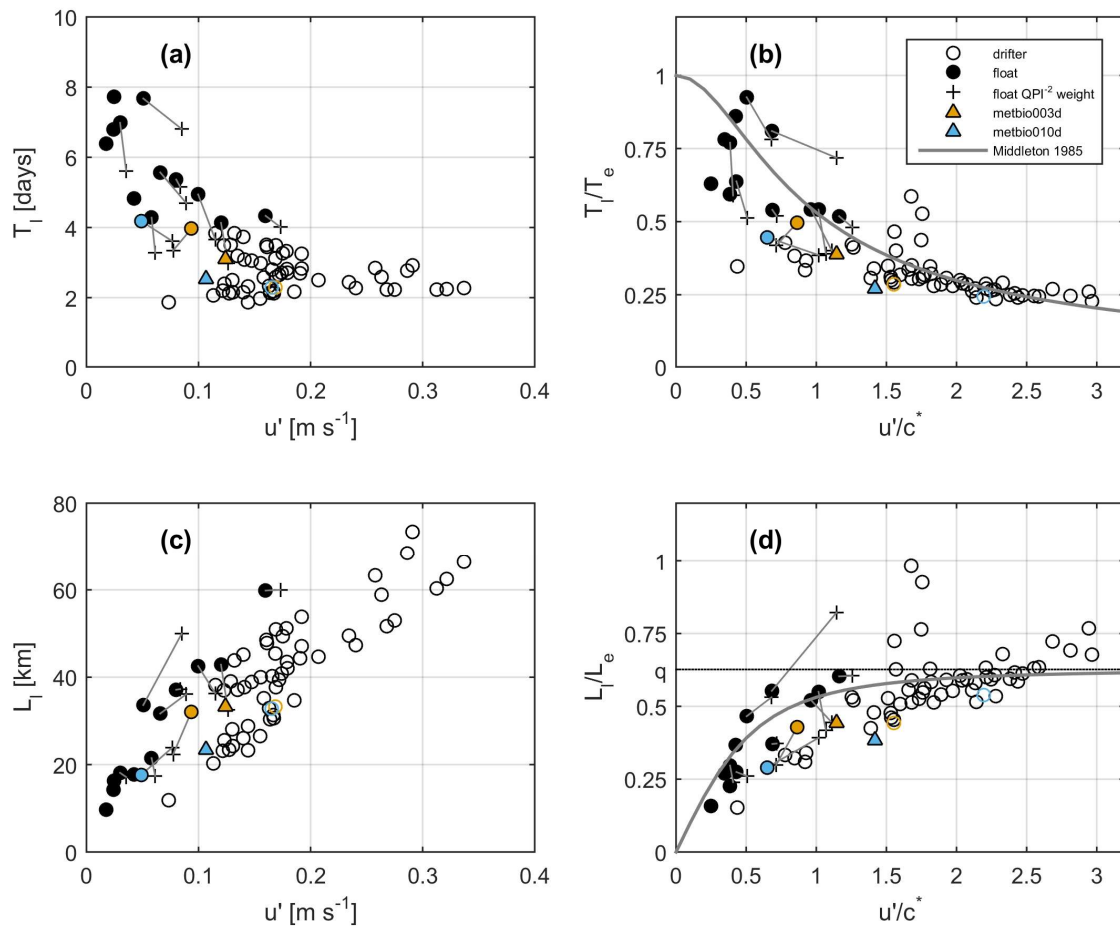 (a)
10
8
6
4
2
0
T_l [days]
0 0.1 0.2 0.3 0.4
u' [m s⁻¹]
(b)
1
0.75
0.5
0.25
0
T_l/T_e
0 0.5 1 1.5 2 2.5 3
u'/c*
drifter
float
float QPI⁻² weight
metbio003d
metbio010d
Middleton 1985
(c)
80
60
40
20
0
L_l [km]
0 0.1 0.2 0.3 0.4
u' [m s⁻¹]
(d)
1
0.75
q
0.25
0
L_l/L_e
0 0.5 1 1.5 2 2.5 3
u'/c*